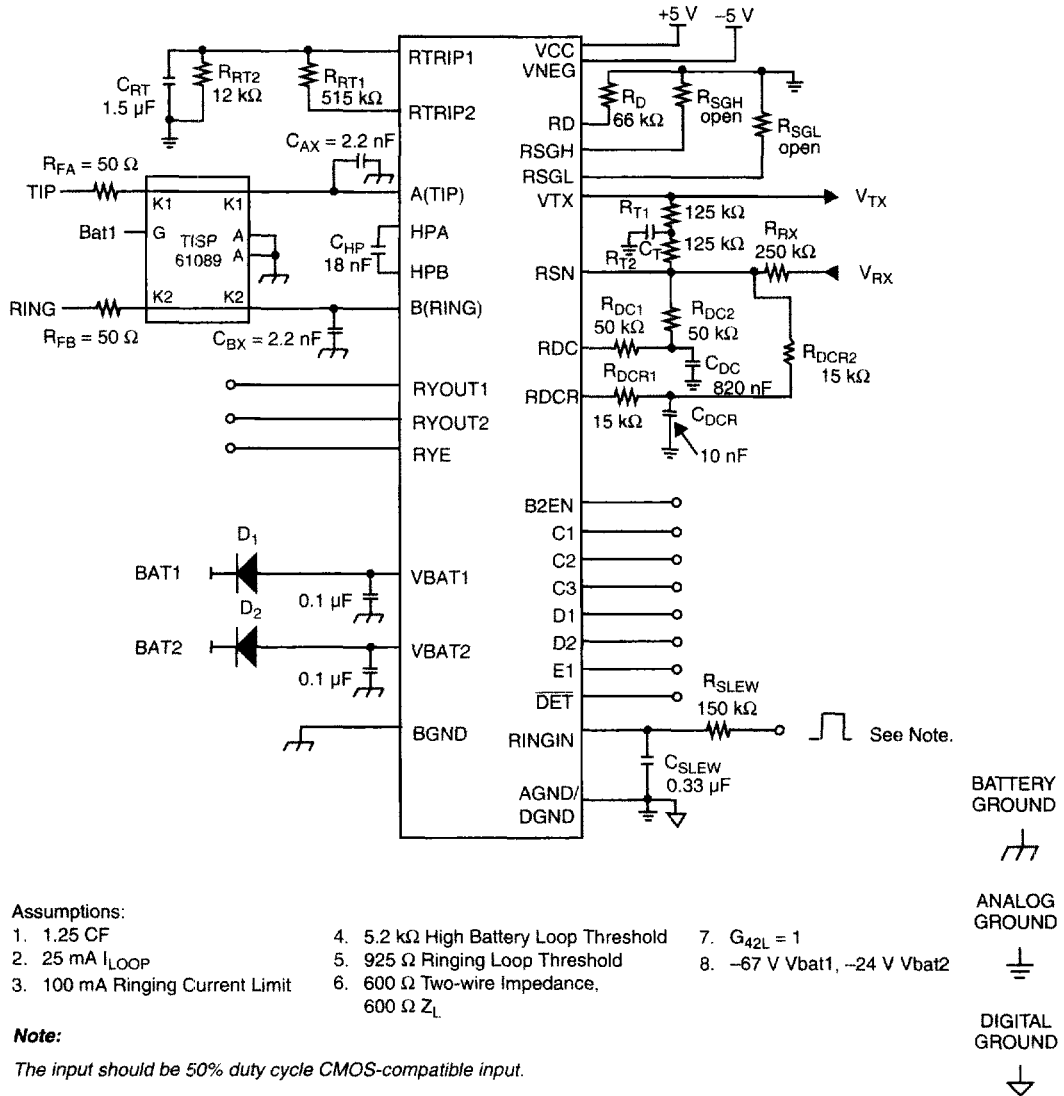 +5 V
−5 V
RTRIP1
VCC
VNEG
C_RT
1.5 µF
R_RT2
12 kΩ
R_RT1
515 kΩ
RTRIP2
R_D
66 kΩ
R_SGH
open
R_SGL
open
RD
RSGH
RSGL
C_AX = 2.2 nF
R_FA = 50 Ω
TIP
K1
K1
A(TIP)
VTX
V_TX
Bat1
G
TISP
61089
A
A
C_HP
18 nF
HPA
HPB
R_T1
125 kΩ
C_T
R_T2
125 kΩ
R_RX
250 kΩ
RSN
V_RX
RING
K2
K2
B(RING)
R_FB = 50 Ω
C_BX = 2.2 nF
R_DC1
50 kΩ
R_DC2
50 kΩ
RDC
C_DC
820 nF
R_DCR2
15 kΩ
RDCR
R_DCR1
15 kΩ
C_DCR
10 nF
RYOUT1
RYOUT2
RYE
B2EN
C1
C2
C3
D1
D2
E1
DET
D1
BAT1
VBAT1
0.1 µF
D2
BAT2
VBAT2
0.1 µF
BGND
RINGIN
R_SLEW
150 kΩ
See Note.
C_SLEW
0.33 µF
AGND/
DGND
BATTERY
GROUND
ANALOG
GROUND
DIGITAL
GROUND
Assumptions:
1. 1.25 CF
2. 25 mA I_LOOP
3. 100 mA Ringing Current Limit
4. 5.2 kΩ High Battery Loop Threshold
5. 925 Ω Ringing Loop Threshold
6. 600 Ω Two-wire Impedance,
600 Ω Z_L
7. G_42L = 1
8. −67 V Vbat1, −24 V Vbat2
Note:
The input should be 50% duty cycle CMOS-compatible input.